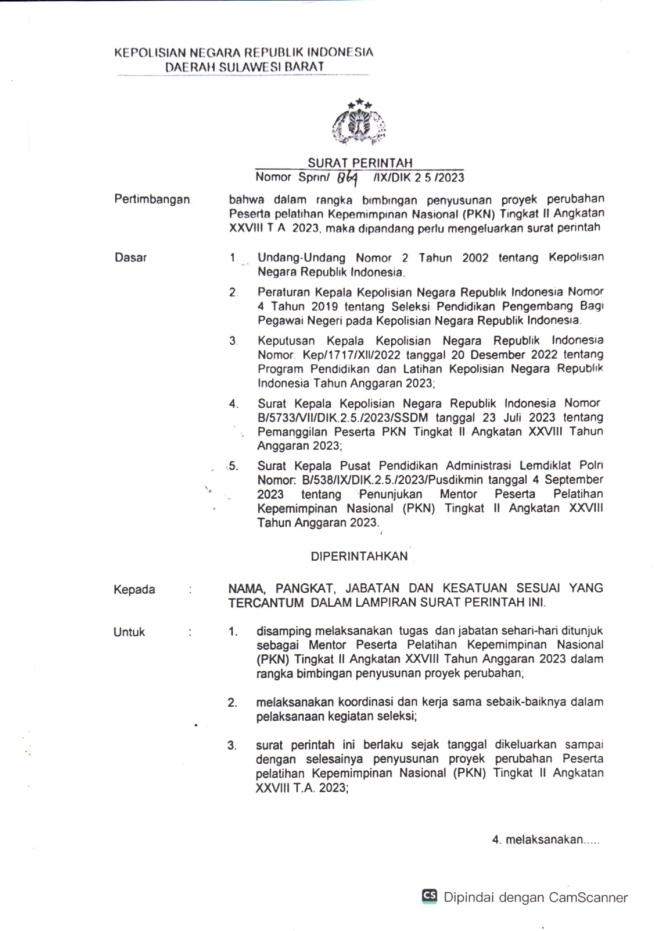 KEPOLISIAN NEGARA REPUBLIK INDONESIA
DAERAH SULAWESI BARAT
SURAT PERINTAH
Nomor Sprin/ 864 /IX/DIK 2 5 /2023
Pertimbangan bahwa dalam rangka bimbingan penyusunan proyek perubahan
Peserta pelatihan Kepemimpinan Nasional (PKN) Tingkat II Angkatan
XXVIII T A 2023, maka dipandang perlu mengeluarkan surat perintah
Dasar 1 Undang-Undang Nomor 2 Tahun 2002 tentang Kepolisian
Negara Republik Indonesia.
2. Peraturan Kepala Kepolisian Negara Republik Indonesia Nomor
4 Tahun 2019 tentang Seleksi Pendidikan Pengembang Bagi
Pegawai Negeri pada Kepolisian Negara Republik Indonesia.
3 Keputusan Kepala Kepolisian Negara Republik Indonesia
Nomor: Kep/1717/XII/2022 tanggal 20 Desember 2022 tentang
Program Pendidikan dan Latihan Kepolisian Negara Republik
Indonesia Tahun Anggaran 2023;
4. Surat Kepala Kepolisian Negara Republik Indonesia Nomor
B/5733/VII/DIK.2.5./2023/SSDM tanggal 23 Juli 2023 tentang
Pemanggilan Peserta PKN Tingkat II Angkatan XXVIII Tahun
Anggaran 2023;
5. Surat Kepala Pusat Pendidikan Administrasi Lemdiklat Polri
Nomor: B/538/IX/DIK.2.5./2023/Pusdikmin tanggal 4 September
2023 tentang Penunjukan Mentor Peserta Pelatihan
Kepemimpinan Nasional (PKN) Tingkat II Angkatan XXVIII
Tahun Anggaran 2023.
DIPERINTAHKAN
Kepada : NAMA, PANGKAT, JABATAN DAN KESATUAN SESUAI YANG
TERCANTUM DALAM LAMPIRAN SURAT PERINTAH INI.
Untuk : 1. disamping melaksanakan tugas dan jabatan sehari-hari ditunjuk
sebagai Mentor Peserta Pelatihan Kepemimpinan Nasional
(PKN) Tingkat II Angkatan XXVIII Tahun Anggaran 2023 dalam
rangka bimbingan penyusunan proyek perubahan;
2. melaksanakan koordinasi dan kerja sama sebaik-baiknya dalam
pelaksanaan kegiatan seleksi;
3. surat perintah ini berlaku sejak tanggal dikeluarkan sampai
dengan selesainya penyusunan proyek perubahan Peserta
pelatihan Kepemimpinan Nasional (PKN) Tingkat II Angkatan
XXVIII T.A. 2023;
4. melaksanakan.....
CS Dipindai dengan CamScanner